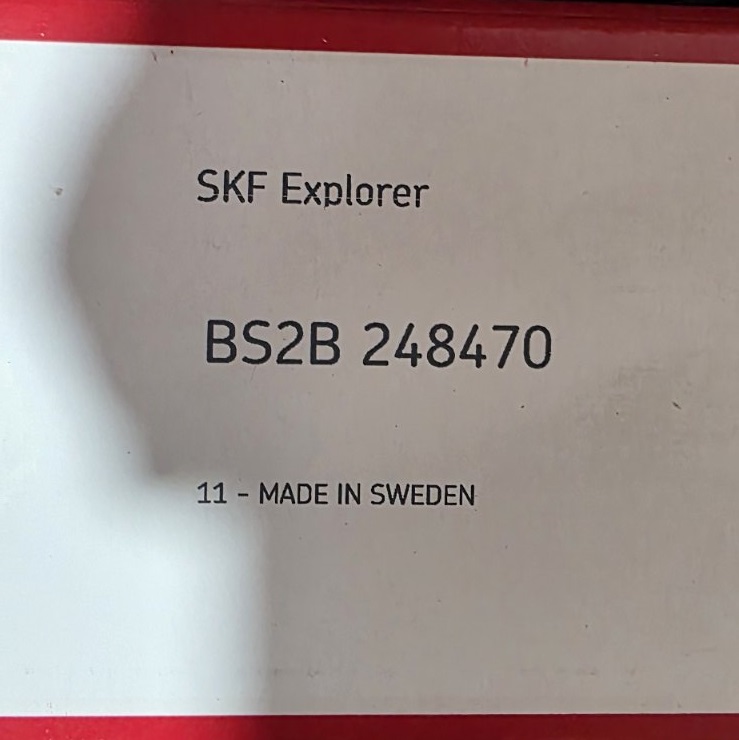 SKF Explorer
BS2B 248470
11 - MADE IN SWEDEN